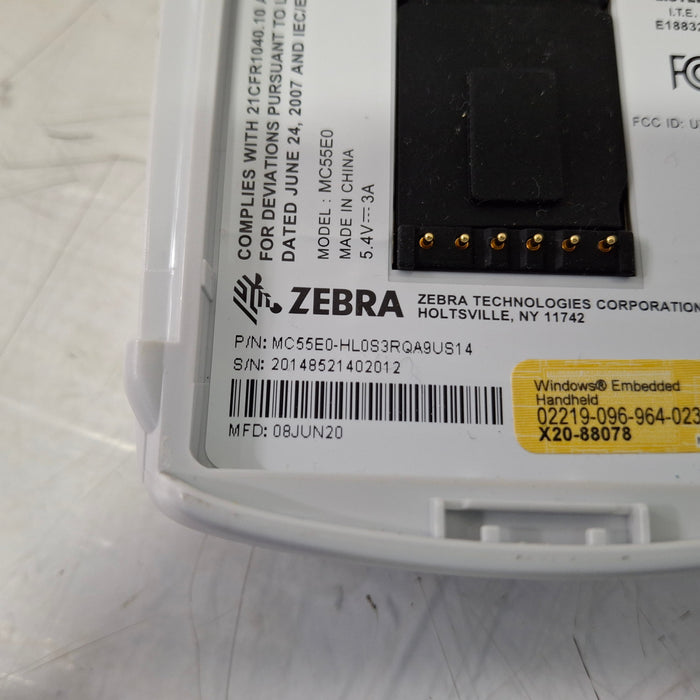 COMPLIES WITH 21CFR1040.10 A
FOR DEVIATIONS PURSUANT TO L
DATED JUNE 24, 2007 AND IEC/E
MODEL : MC55E0
MADE IN CHINA
5.4V⎓3A
I.T.E.
E18832
FC
FCC ID: U
ZEBRA
ZEBRA TECHNOLOGIES CORPORATION
HOLTSVILLE, NY 11742
P/N: MC55E0-HL0S3RQA9US14
S/N: 20148521402012
MFD: 08JUN20
Windows® Embedded
Handheld
02219-096-964-023
X20-88078